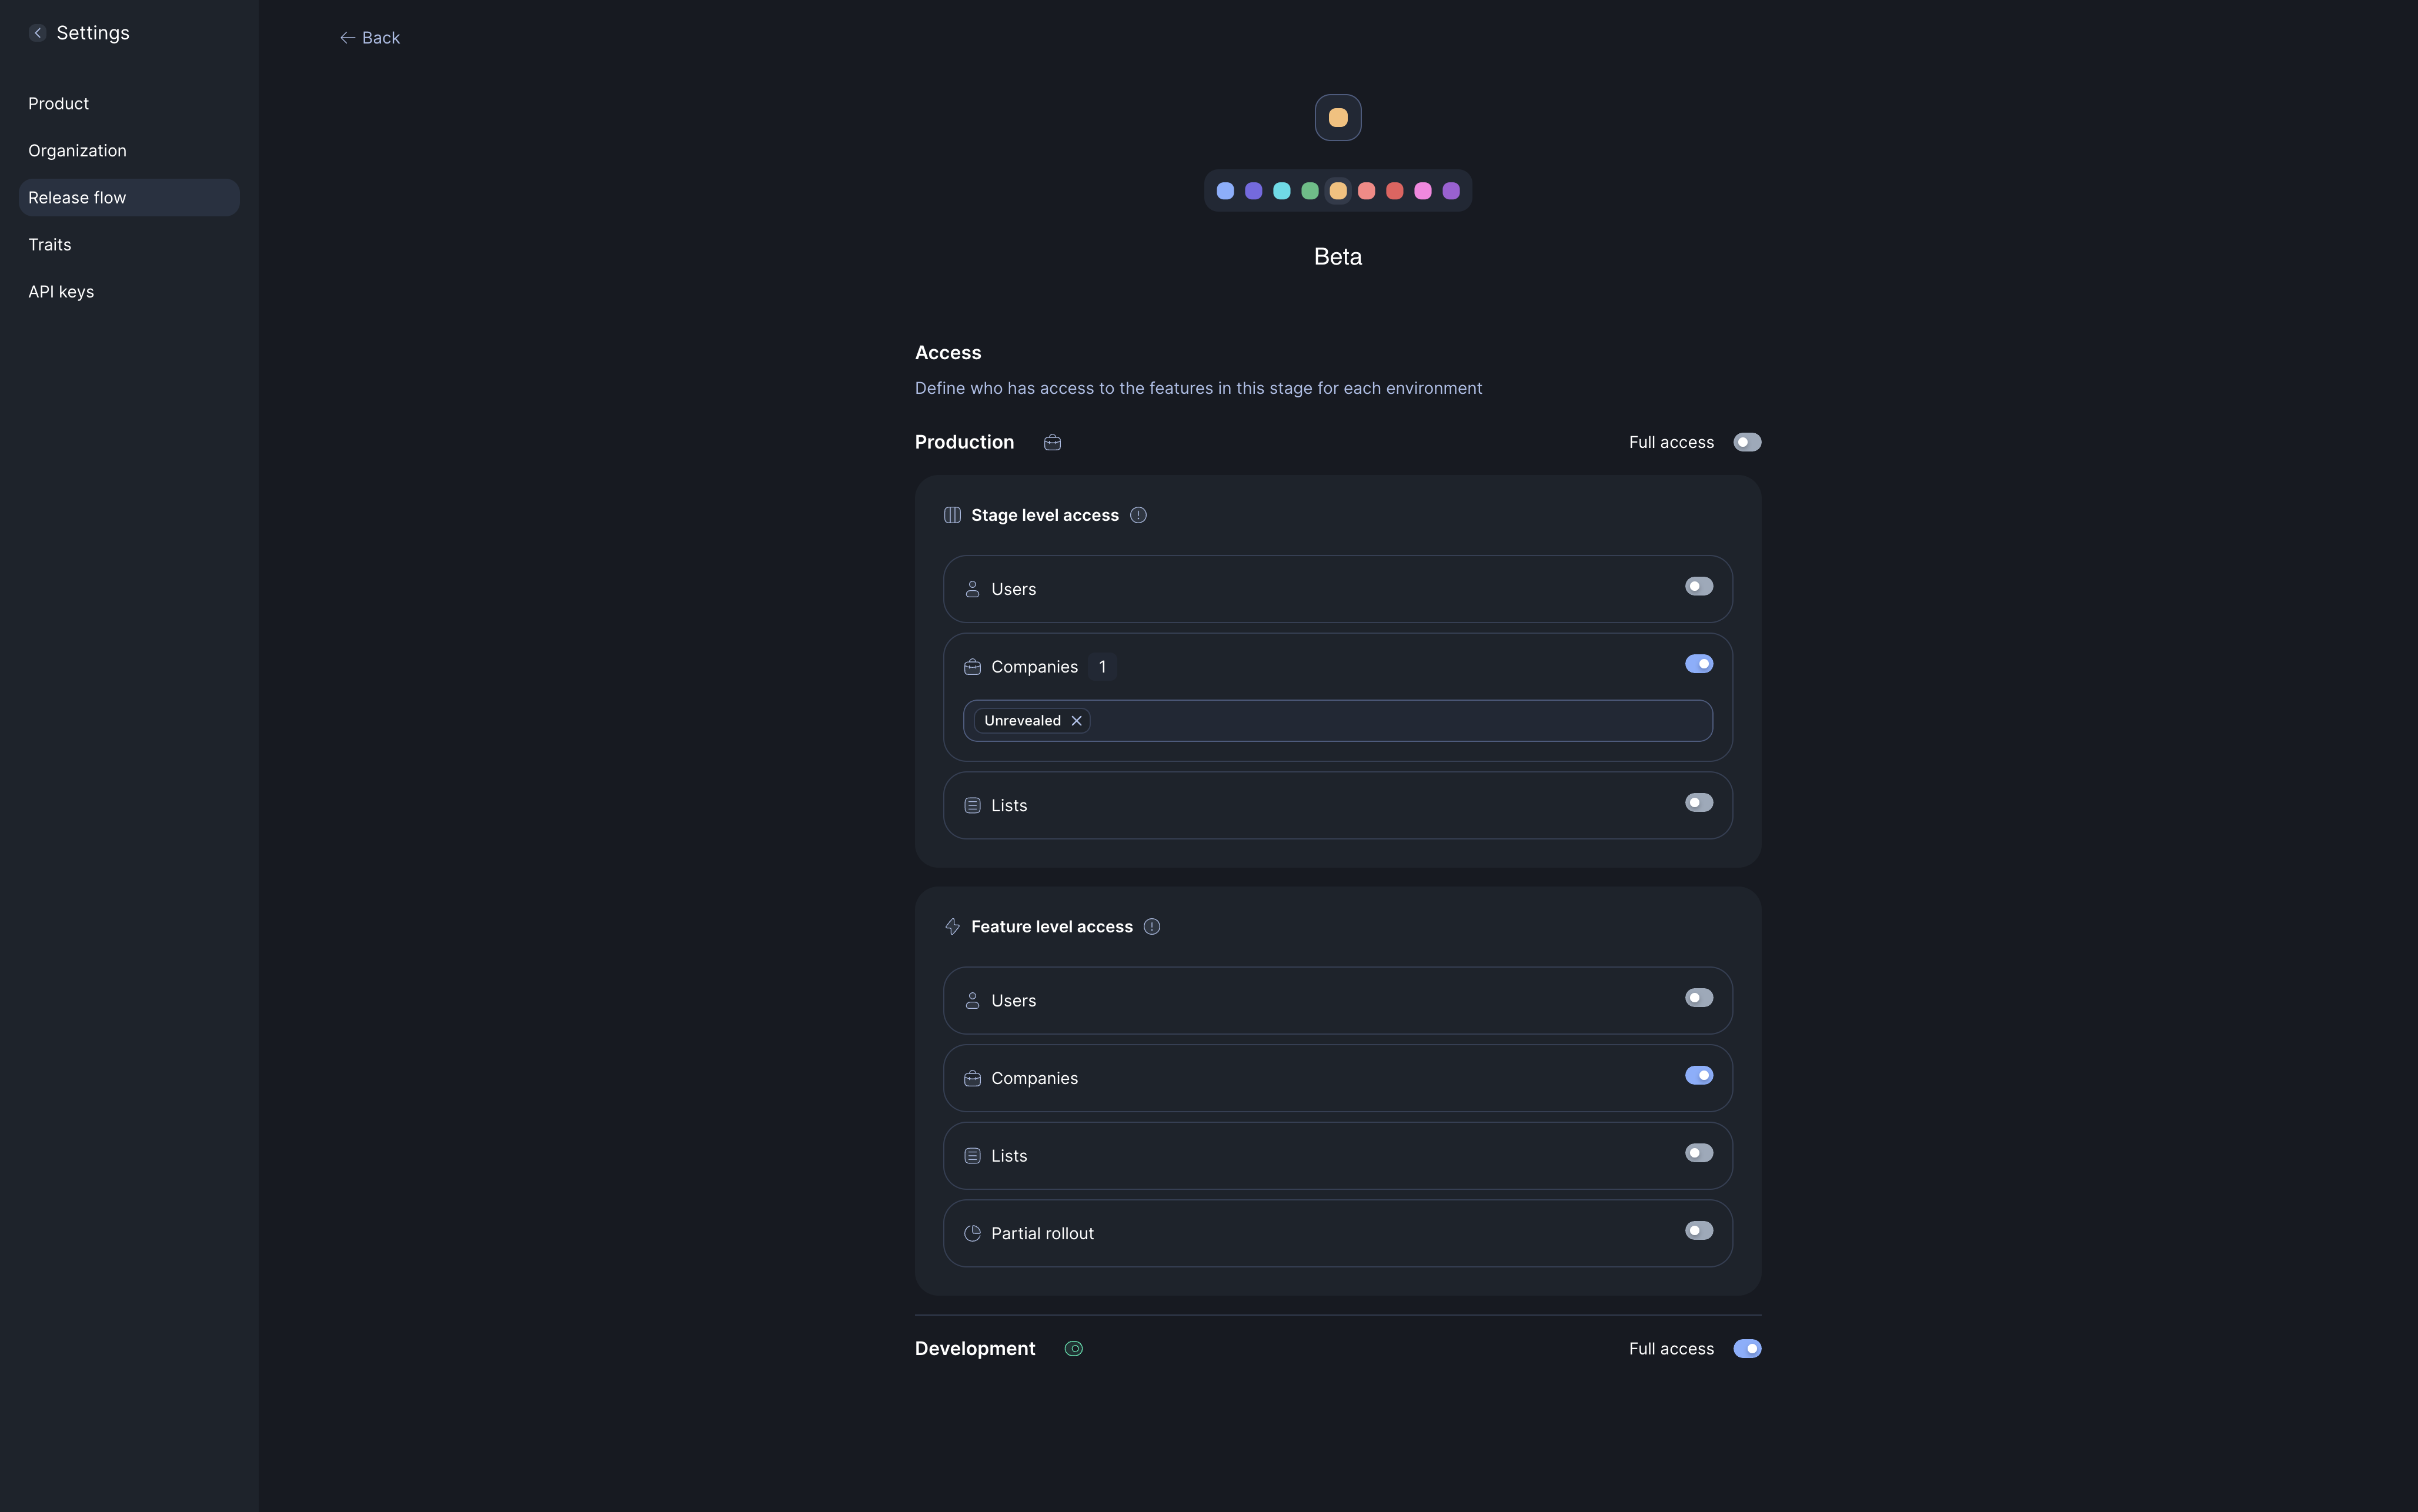 Settings
Product
Organization
Release flow
Traits
API keys
Back
Beta
Access
Define who has access to the features in this stage for each environment
Production
Full access
Stage level access
Users
Companies 1
Unrevealed
Lists
Feature level access
Users
Companies
Lists
Partial rollout
Development
Full access